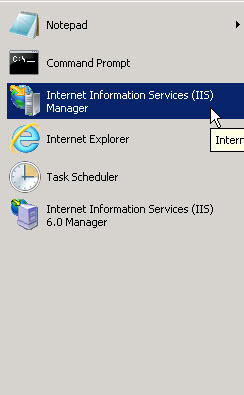 Notepad
Command Prompt
Internet Information Services (IIS)
Manager
Intern
Internet Explorer
Task Scheduler
Internet Information Services (IIS)
6.0 Manager